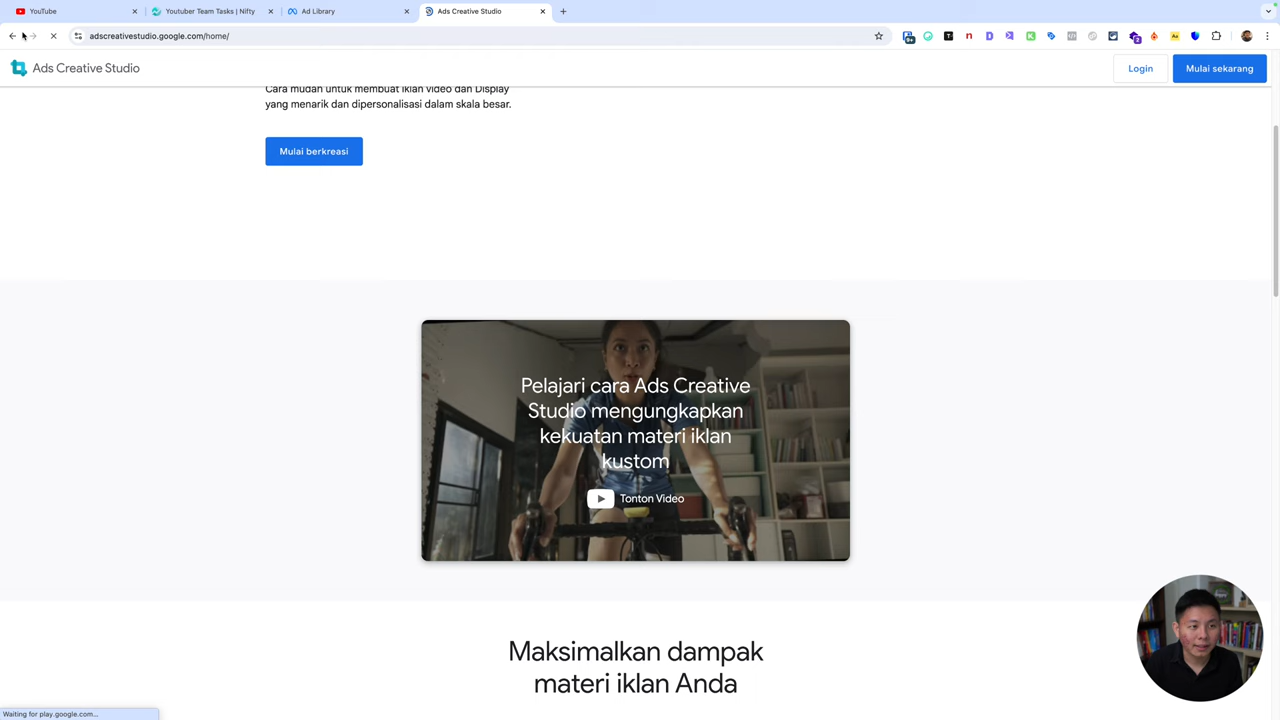 YouTube
Youtuber Team Tasks | Nifty
Ad Library
Ads Creative Studio
adscreativestudio.google.com/home/
Ads Creative Studio
Login
Mulai sekarang
Cara mudah untuk membuat iklan video dan Display
yang menarik dan dipersonalisasi dalam skala besar.
Mulai berkreasi
Pelajari cara Ads Creative
Studio mengungkapkan
kekuatan materi iklan
kustom
Tonton Video
Maksimalkan dampak
materi iklan Anda
Waiting for play.google.com...